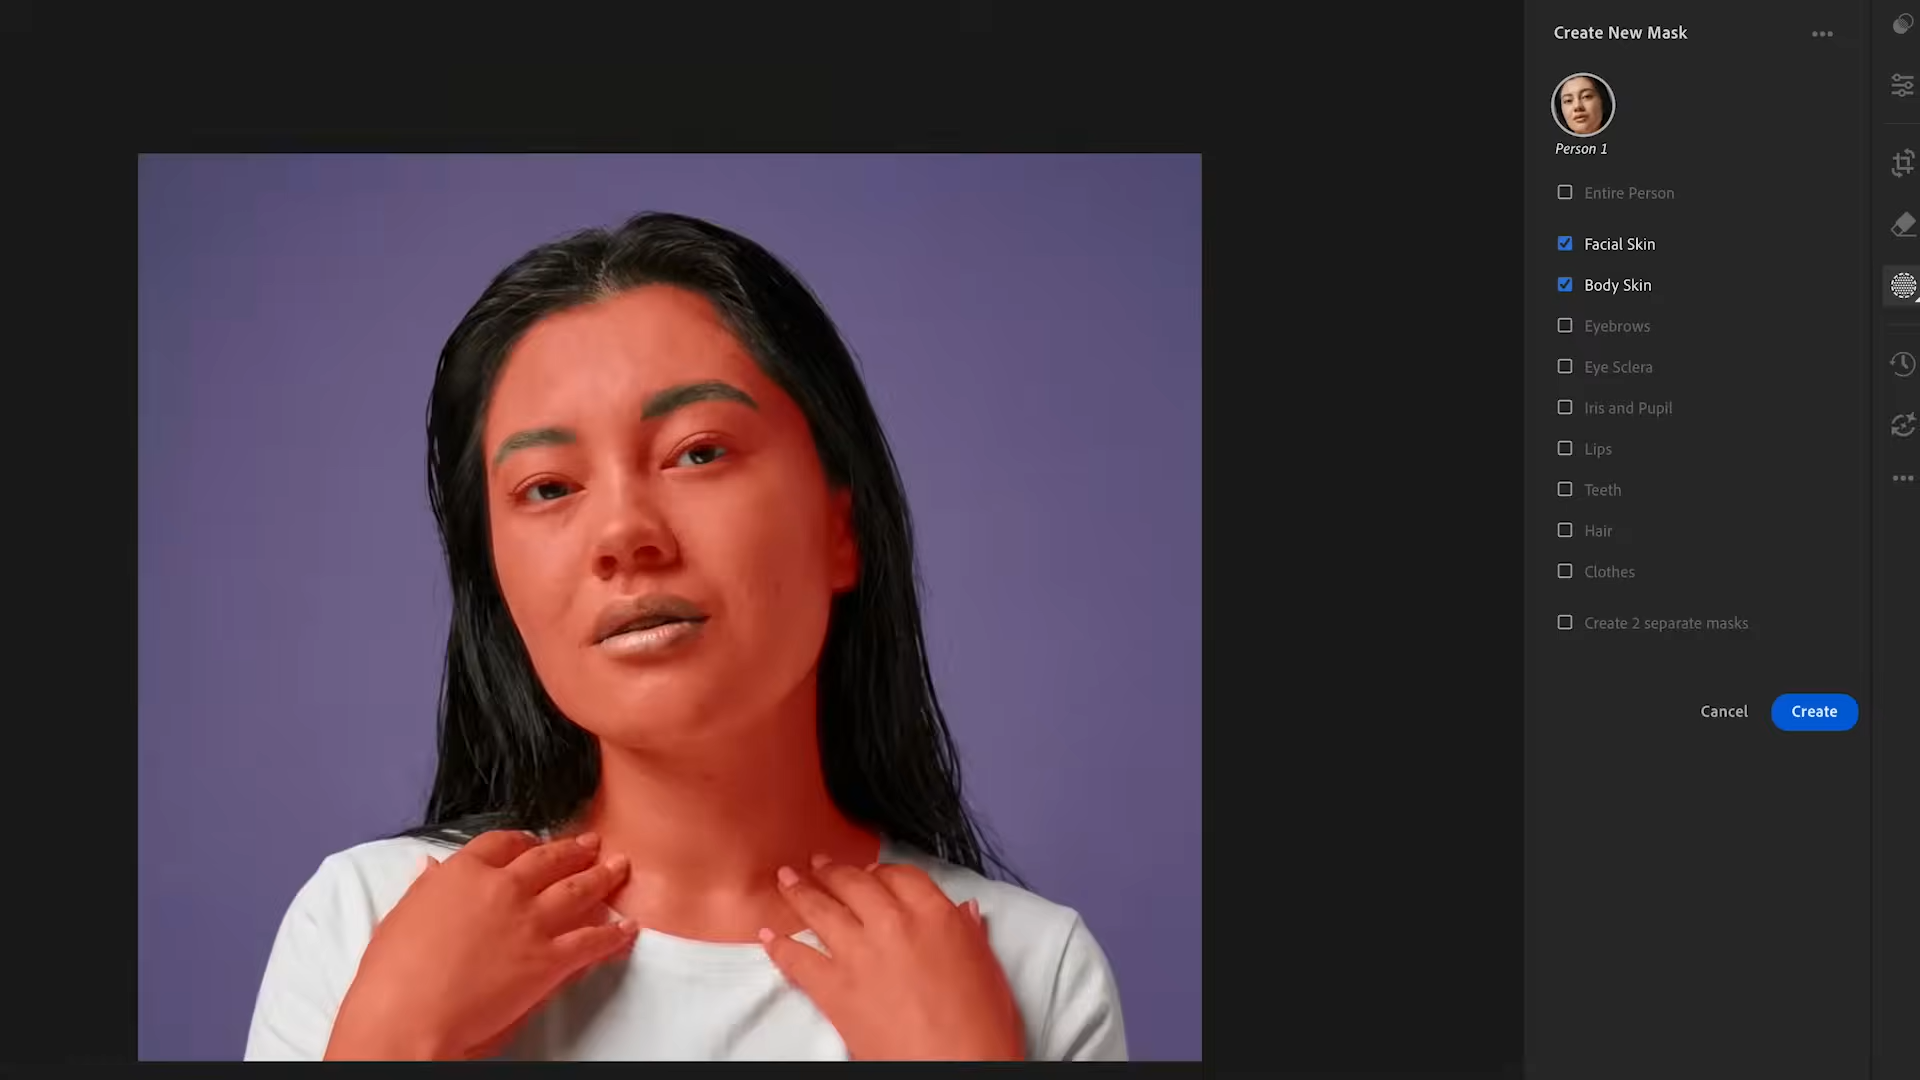 Create New Mask
Person 1
Entire Person
Facial Skin
Body Skin
Eyebrows
Eye Sclera
Iris and Pupil
Lips
Teeth
Hair
Clothes
Create 2 separate masks
Cancel
Create